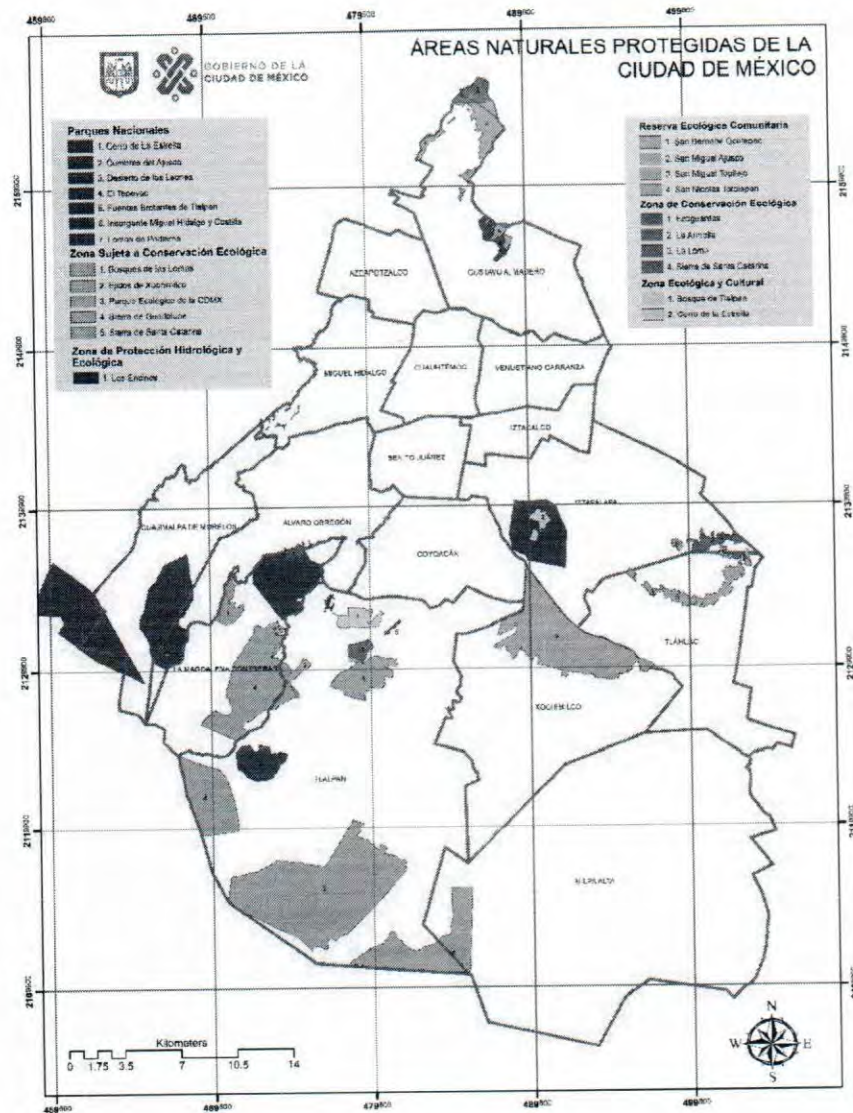 ÁREAS NATURALES PROTEGIDAS DE LA
CIUDAD DE MÉXICO
GOBIERNO DE LA
CIUDAD DE MÉXICO
Parques Nacionales
1. Cerro de La Estrella
2. Cumbres del Ajusco
3. Desierto de los Leones
4. El Tepeyac
5. Fuentes Brotantes de Tlalpan
6. Insurgente Miguel Hidalgo y Costilla
7. Lomas de Padierna
Zona Sujeta a Conservación Ecológica
1. Bosques de las Lomas
2. Ejidos de Xochimilco
3. Parque Ecológico de la CDMX
4. Sierra de Guadalupe
5. Sierra de Santa Catarina
Zona de Protección Hidrológica y
Ecológica
1. Los Encinos
Reserva Ecológica Comunitaria
1. San Bernabé Ocotepec
2. San Miguel Ajusco
3. San Miguel Topilejo
4. San Nicolás Totolapan
Zona de Conservación Ecológica
1. Ecoguardas
2. La Armella
3. La Loma
4. Sierra de Santa Catarina
Zona Ecológica y Cultural
1. Bosque de Tlalpan
2. Cerro de la Estrella
AZCAPOTZALCO
GUSTAVO A. MADERO
MIGUEL HIDALGO
CUAUHTÉMOC
VENUSTIANO CARRANZA
IZTACALCO
BENITO JUÁREZ
IZTAPALAPA
CUAJIMALPA DE MORELOS
ÁLVARO OBREGÓN
COYOACÁN
TLÁHUAC
LA MAGDALENA CONTRERAS
XOCHIMILCO
TLALPAN
MILPA ALTA
Kilometers
0 1.75 3.5 7 10.5 14
N
W E
S